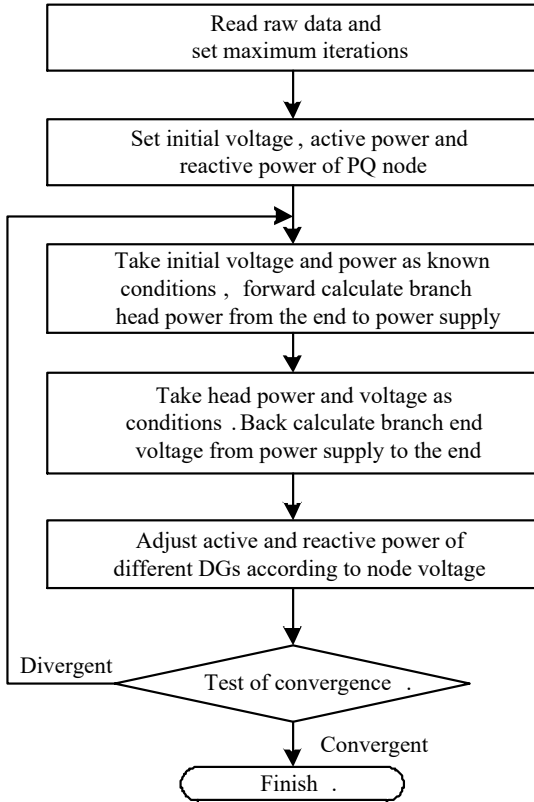 Read raw data and
set maximum iterations
Set initial voltage , active power and
reactive power of PQ node
Take initial voltage and power as known
conditions , forward calculate branch
head power from the end to power supply
Take head power and voltage as
conditions . Back calculate branch end
voltage from power supply to the end
Adjust active and reactive power of
different DGs according to node voltage
Divergent
Test of convergence .
Convergent
Finish .